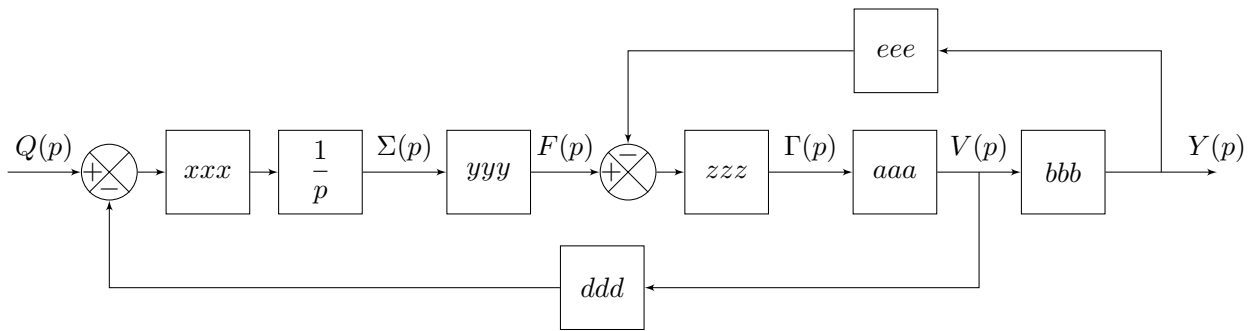 eee
Q(p)
+
−
xxx
1/p
Σ(p)
yyy
F(p)
+
−
zzz
Γ(p)
aaa
V(p)
bbb
Y(p)
ddd